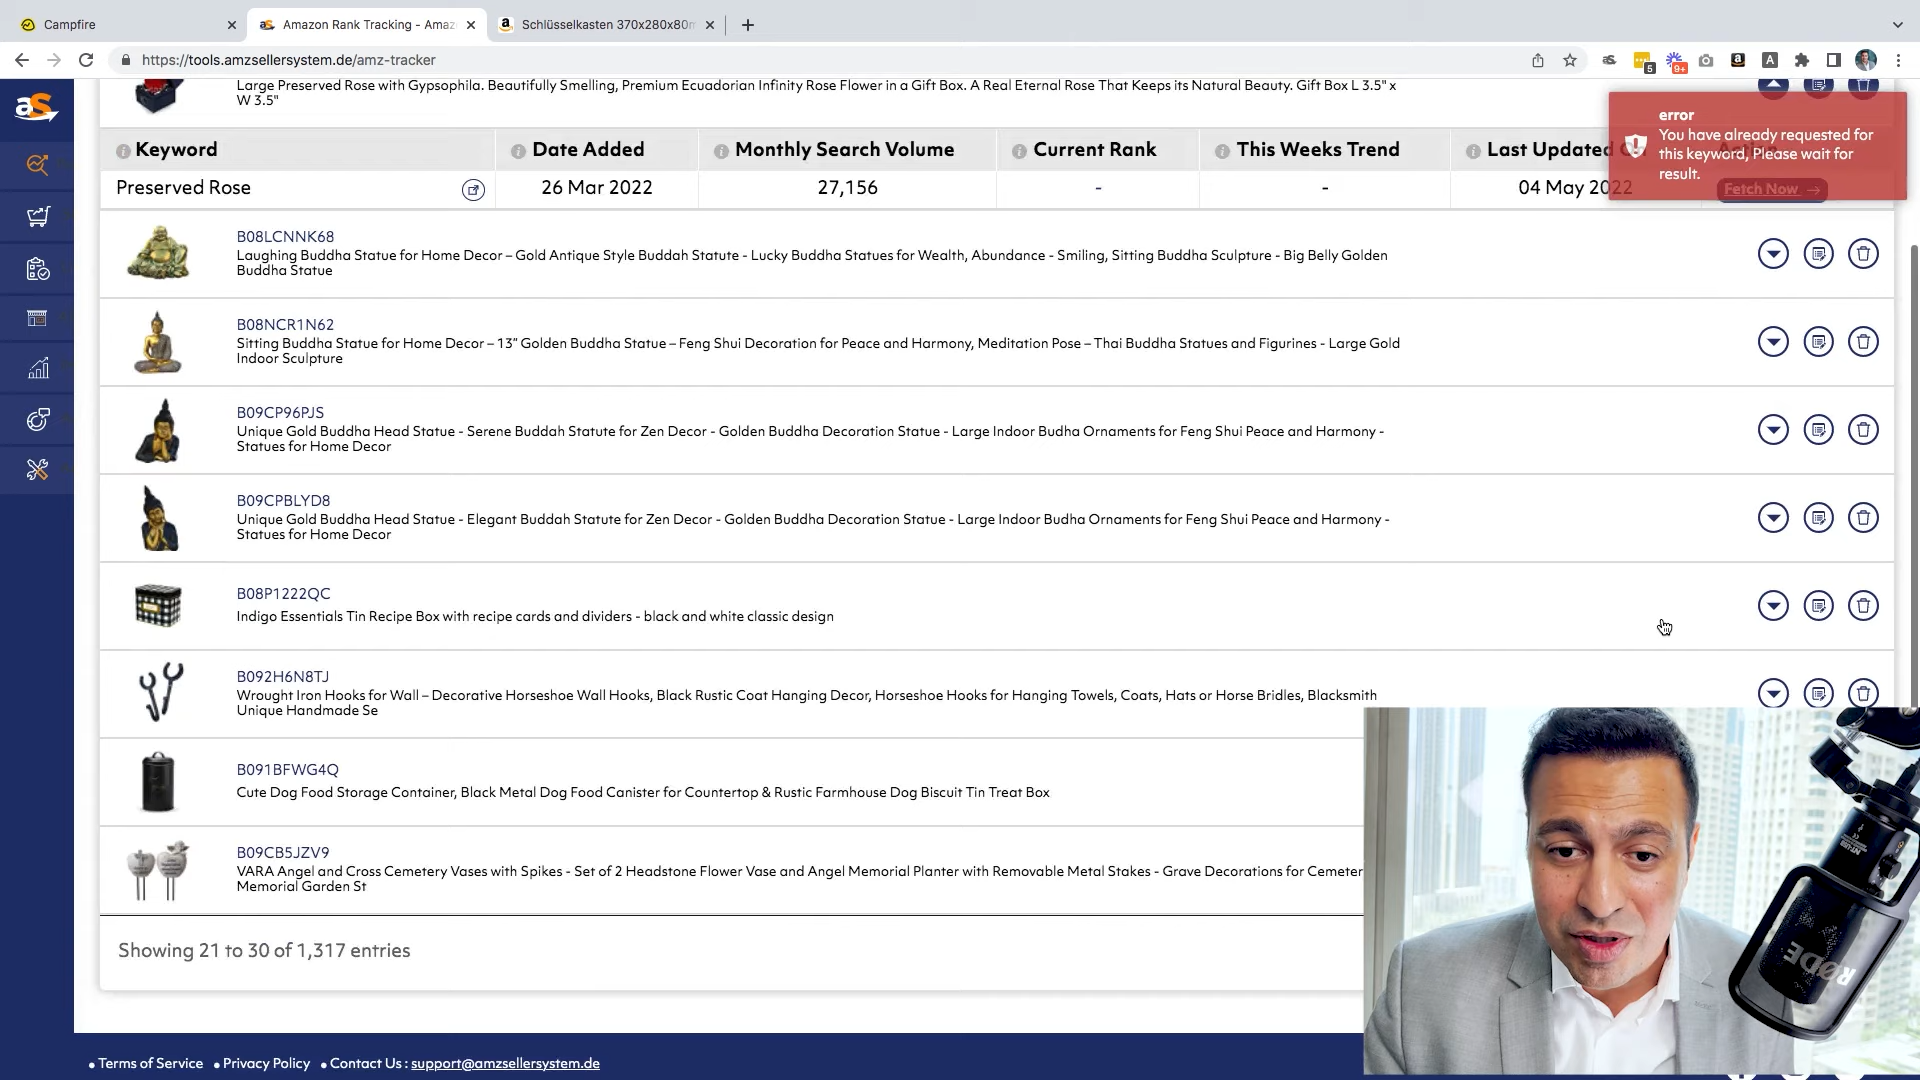 Campfire
aS Amazon Rank Tracking - Amaz
a Schlüsselkasten 370x280x80m
https://tools.amzsellersystem.de/amz-tracker
5
9+
A
aS
Large Preserved Rose with Gypsophila. Beautifully Smelling, Premium Ecuadorian Infinity Rose Flower in a Gift Box. A Real Eternal Rose That Keeps its Natural Beauty. Gift Box L 3.5" x
W 3.5"
error
You have already requested for
this keyword, Please wait for
result.
Keyword Date Added Monthly Search Volume Current Rank This Weeks Trend Last Updated
Preserved Rose 26 Mar 2022 27,156 - - 04 May 2022 Fetch Now →
B08LCNNK68
Laughing Buddha Statue for Home Decor – Gold Antique Style Buddah Statute - Lucky Buddha Statues for Wealth, Abundance - Smiling, Sitting Buddha Sculpture - Big Belly Golden
Buddha Statue
B08NCR1N62
Sitting Buddha Statue for Home Decor – 13” Golden Buddha Statue – Feng Shui Decoration for Peace and Harmony, Meditation Pose – Thai Buddha Statues and Figurines - Large Gold
Indoor Sculpture
B09CP96PJS
Unique Gold Buddha Head Statue - Serene Buddah Statute for Zen Decor - Golden Buddha Decoration Statue - Large Indoor Budha Ornaments for Feng Shui Peace and Harmony -
Statues for Home Decor
B09CPBLYD8
Unique Gold Buddha Head Statue - Elegant Buddah Statute for Zen Decor - Golden Buddha Decoration Statue - Large Indoor Budha Ornaments for Feng Shui Peace and Harmony -
Statues for Home Decor
B08P1222QC
Indigo Essentials Tin Recipe Box with recipe cards and dividers - black and white classic design
B092H6N8TJ
Wrought Iron Hooks for Wall – Decorative Horseshoe Wall Hooks, Black Rustic Coat Hanging Decor, Horseshoe Hooks for Hanging Towels, Coats, Hats or Horse Bridles, Blacksmith
Unique Handmade Se
B091BFWG4Q
Cute Dog Food Storage Container, Black Metal Dog Food Canister for Countertop & Rustic Farmhouse Dog Biscuit Tin Treat Box
B09CB5JZV9
VARA Angel and Cross Cemetery Vases with Spikes - Set of 2 Headstone Flower Vase and Angel Memorial Planter with Removable Metal Stakes - Grave Decorations for Cemeter
Memorial Garden St
Showing 21 to 30 of 1,317 entries
RØDE
• Terms of Service • Privacy Policy • Contact Us : support@amzsellersystem.de